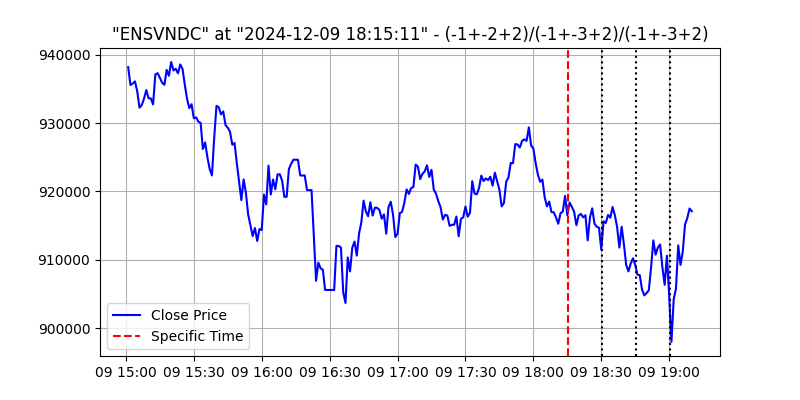 "ENSVNDC" at "2024-12-09 18:15:11" - (-1+-2+2)/(-1+-3+2)/(-1+-3+2)
940000
930000
920000
910000
900000
Close Price
Specific Time
09 15:00 09 15:30 09 16:00 09 16:30 09 17:00 09 17:30 09 18:00 09 18:30 09 19:00